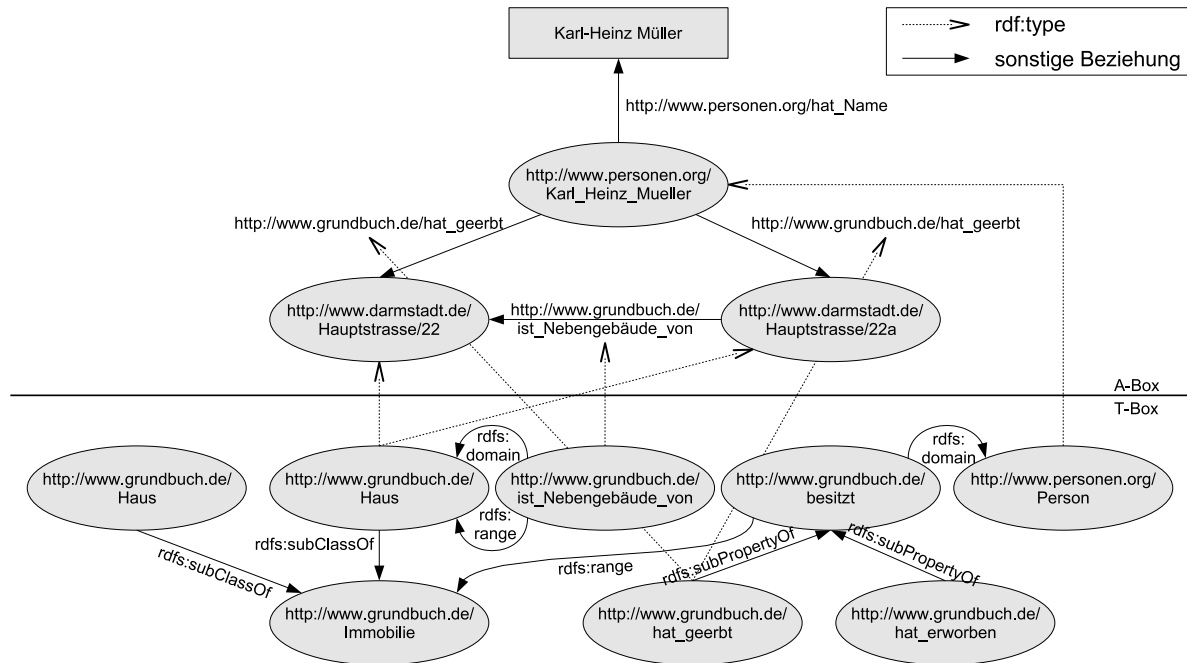 Karl-Heinz Müller
rdf:type
sonstige Beziehung
http://www.personen.org/hat_Name
http://www.personen.org/
Karl_Heinz_Mueller
http://www.grundbuch.de/hat_geerbt
http://www.grundbuch.de/hat_geerbt
http://www.darmstadt.de/
Hauptstrasse/22
http://www.grundbuch.de/
ist_Nebengebäude_von
http://www.darmstadt.de/
Hauptstrasse/22a
A-Box
T-Box
http://www.grundbuch.de/
Haus
http://www.grundbuch.de/
Haus
rdfs:
domain
rdfs:
range
http://www.grundbuch.de/
ist_Nebengebäude_von
http://www.grundbuch.de/
besitzt
rdfs:
domain
http://www.personen.org/
Person
rdfs:subClassOf
rdfs:subClassOf
rdfs:range
rdfs:subPropertyOf
rdfs:subPropertyOf
http://www.grundbuch.de/
Immobilie
http://www.grundbuch.de/
hat_geerbt
http://www.grundbuch.de/
hat_erworben